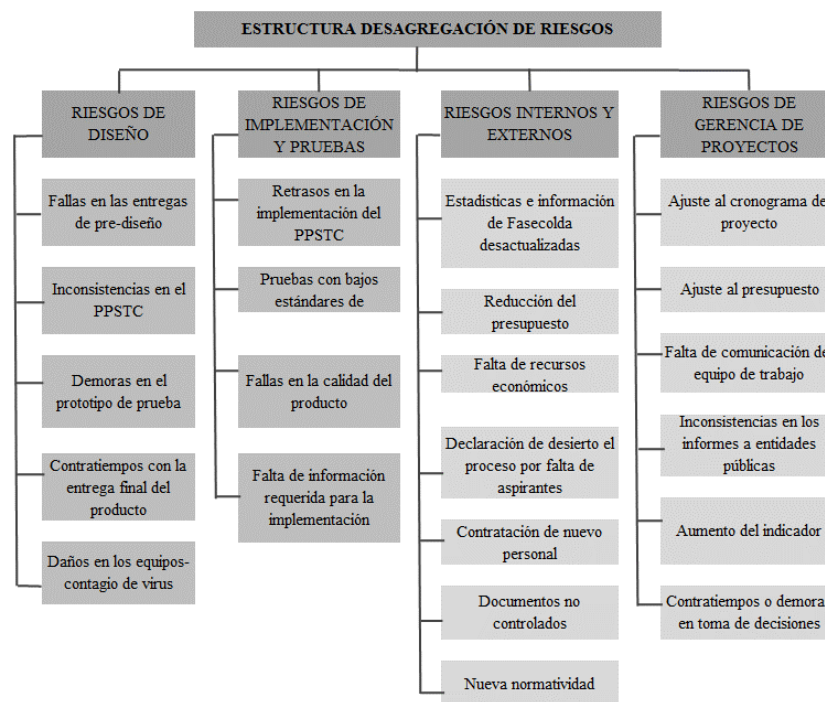 ESTRUCTURA DESAGREGACIÓN DE RIESGOS
RIESGOS DE
DISEÑO
Fallas en las entregas
de pre-diseño
Inconsistencias en el
PPSTC
Demoras en el
prototipo de prueba
Contratiempos con la
entrega final del
producto
Daños en los equipos-
contagio de virus
RIESGOS DE
IMPLEMENTACIÓN
Y PRUEBAS
Retrasos en la
implementación del
PPSTC
Pruebas con bajos
estándares de
Fallas en la calidad del
producto
Falta de información
requerida para la
implementación
RIESGOS INTERNOS Y
EXTERNOS
Estadisticas e información
de Fasecolda
desactualizadas
Reducción del
presupuesto
Falta de recursos
económicos
Declaración de desierto el
proceso por falta de
aspirantes
Contratación de nuevo
personal
Documentos no
controlados
Nueva normatividad
RIESGOS DE
GERENCIA DE
PROYECTOS
Ajuste al cronograma de
proyecto
Ajuste al presupuesto
Falta de comunicación de
equipo de trabajo
Inconsistencias en los
informes a entidades
públicas
Aumento del indicador
Contratiempos o demora
en toma de decisiones